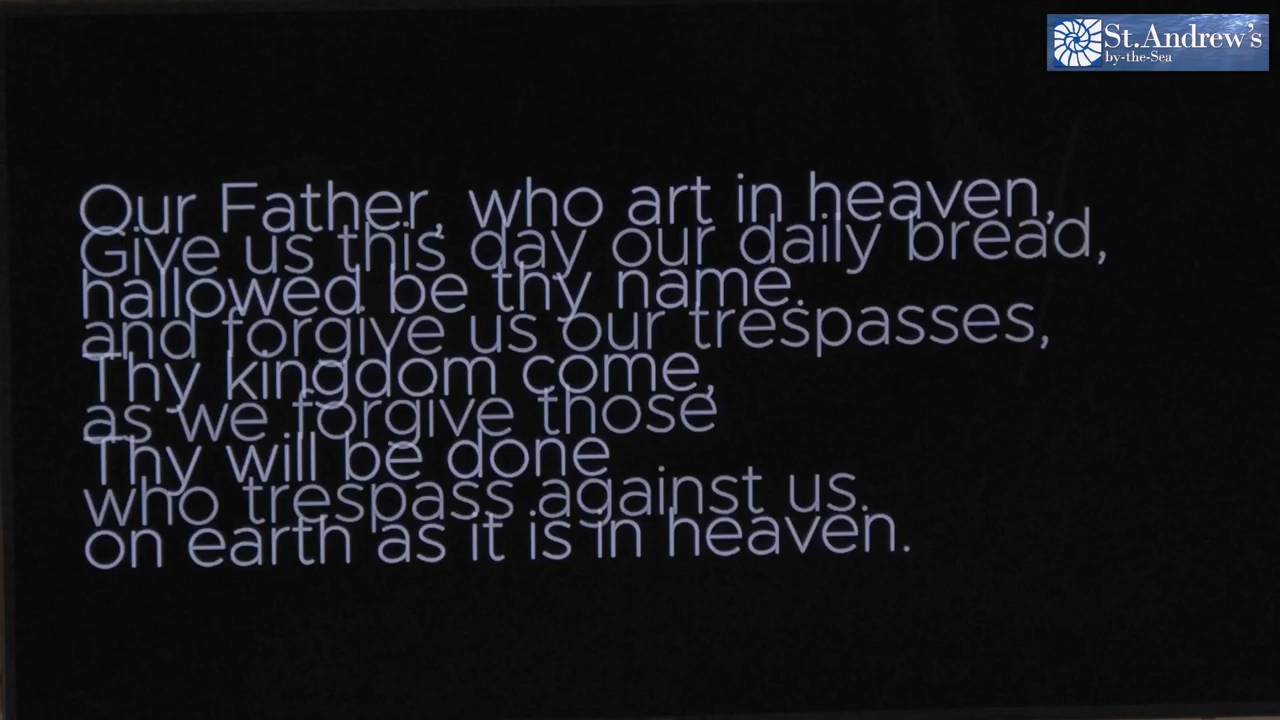 St. Andrew's
by-the-Sea
Our Father, who art in heaven,
Give us this day our daily bread,
hallowed be thy name.
and forgive us our trespasses,
Thy kingdom come,
as we forgive those
Thy will be done
who trespass against us.
on earth as it is in heaven.